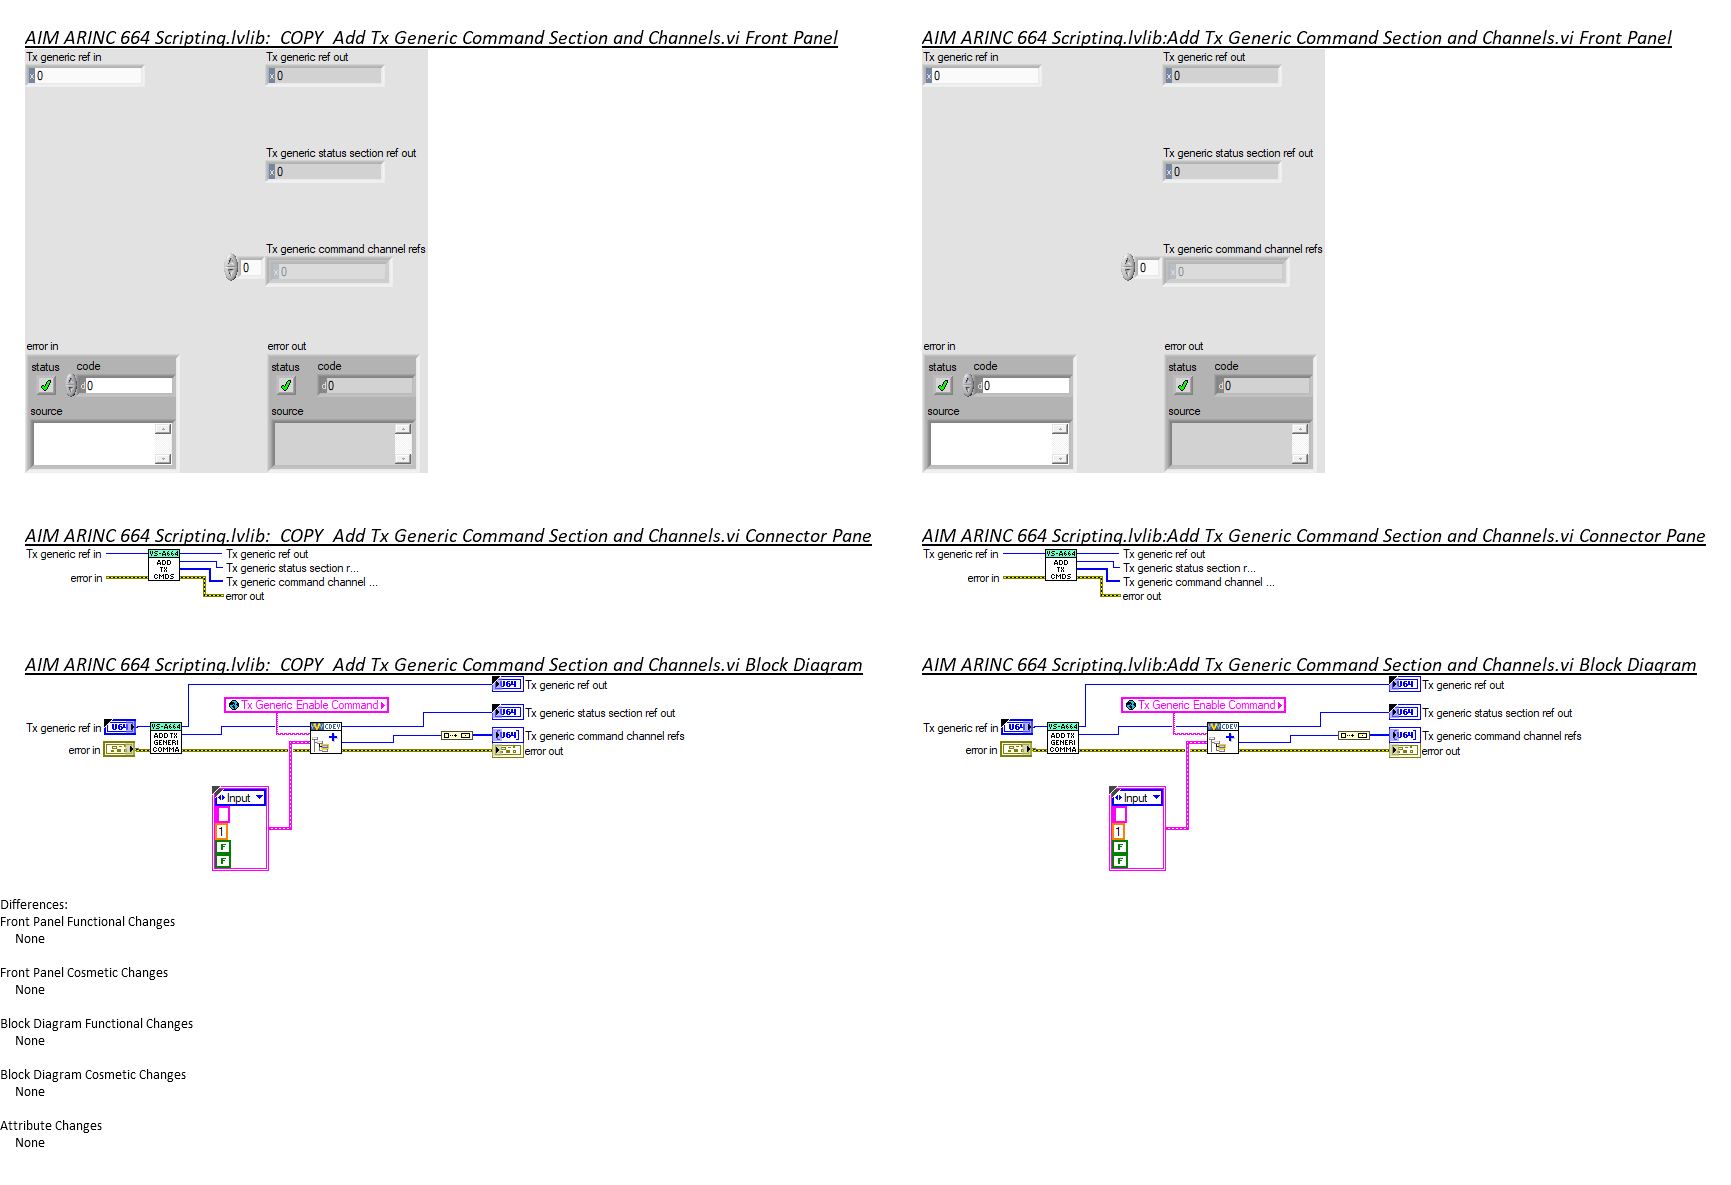 AIM ARINC 664 Scripting.lvlib:  COPY  Add Tx Generic Command Section and Channels.vi Front Panel
Tx generic ref in
x 0
Tx generic ref out
x 0
Tx generic status section ref out
x 0
Tx generic command channel refs
0
x 0
error in
status
code
d 0
source
error out
status
code
d 0
source
AIM ARINC 664 Scripting.lvlib:Add Tx Generic Command Section and Channels.vi Front Panel
Tx generic ref in
x 0
Tx generic ref out
x 0
Tx generic status section ref out
x 0
Tx generic command channel refs
0
x 0
error in
status
code
d 0
source
error out
status
code
d 0
source
AIM ARINC 664 Scripting.lvlib:  COPY  Add Tx Generic Command Section and Channels.vi Connector Pane
Tx generic ref in
error in
VS-A664
ADD
TX
CMDS
Tx generic ref out
Tx generic status section r...
Tx generic command channel ...
error out
AIM ARINC 664 Scripting.lvlib:Add Tx Generic Command Section and Channels.vi Connector Pane
Tx generic ref in
error in
VS-A664
ADD
TX
CMDS
Tx generic ref out
Tx generic status section r...
Tx generic command channel ...
error out
AIM ARINC 664 Scripting.lvlib:  COPY  Add Tx Generic Command Section and Channels.vi Block Diagram
U64 Tx generic ref out
Tx Generic Enable Command
U64 Tx generic status section ref out
Tx generic ref in U64
VS-A664
ADD TX
GENERI
COMMA
CDEV
U64 Tx generic command channel refs
error in
error out
Input
1
F
F
AIM ARINC 664 Scripting.lvlib:Add Tx Generic Command Section and Channels.vi Block Diagram
U64 Tx generic ref out
Tx Generic Enable Command
U64 Tx generic status section ref out
Tx generic ref in U64
VS-A664
ADD TX
GENERI
COMMA
CDEV
U64 Tx generic command channel refs
error in
error out
Input
1
F
F
Differences:
Front Panel Functional Changes
None
Front Panel Cosmetic Changes
None
Block Diagram Functional Changes
None
Block Diagram Cosmetic Changes
None
Attribute Changes
None